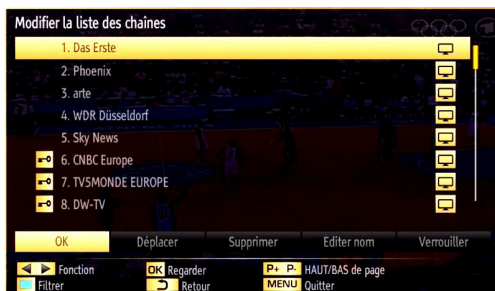 Modifier la liste des chaînes
1. Das Erste
2. Phoenix
3. arte
4. WDR Düsseldorf
5. Sky News
6. CNBC Europe
7. TV5MONDE EUROPE
8. DW-TV
OK Déplacer Supprimer Editer nom Verrouiller
Fonction OK Regarder P+ P- HAUT/BAS de page
Filtrer Retour MENU Quitter